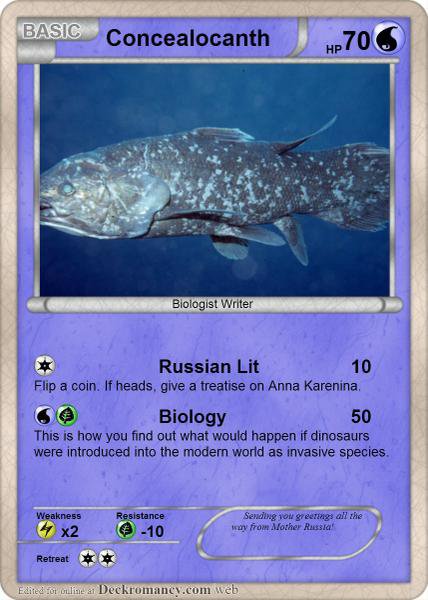 BASIC
Concealocanth
HP 70
Biologist Writer
Russian Lit 10
Flip a coin. If heads, give a treatise on Anna Karenina.
Biology 50
This is how you find out what would happen if dinosaurs
were introduced into the modern world as invasive species.
Weakness Resistance
x2 -10
Sending you greetings all the
way from Mother Russia!
Retreat
Edited for online at Deckromancy.com web